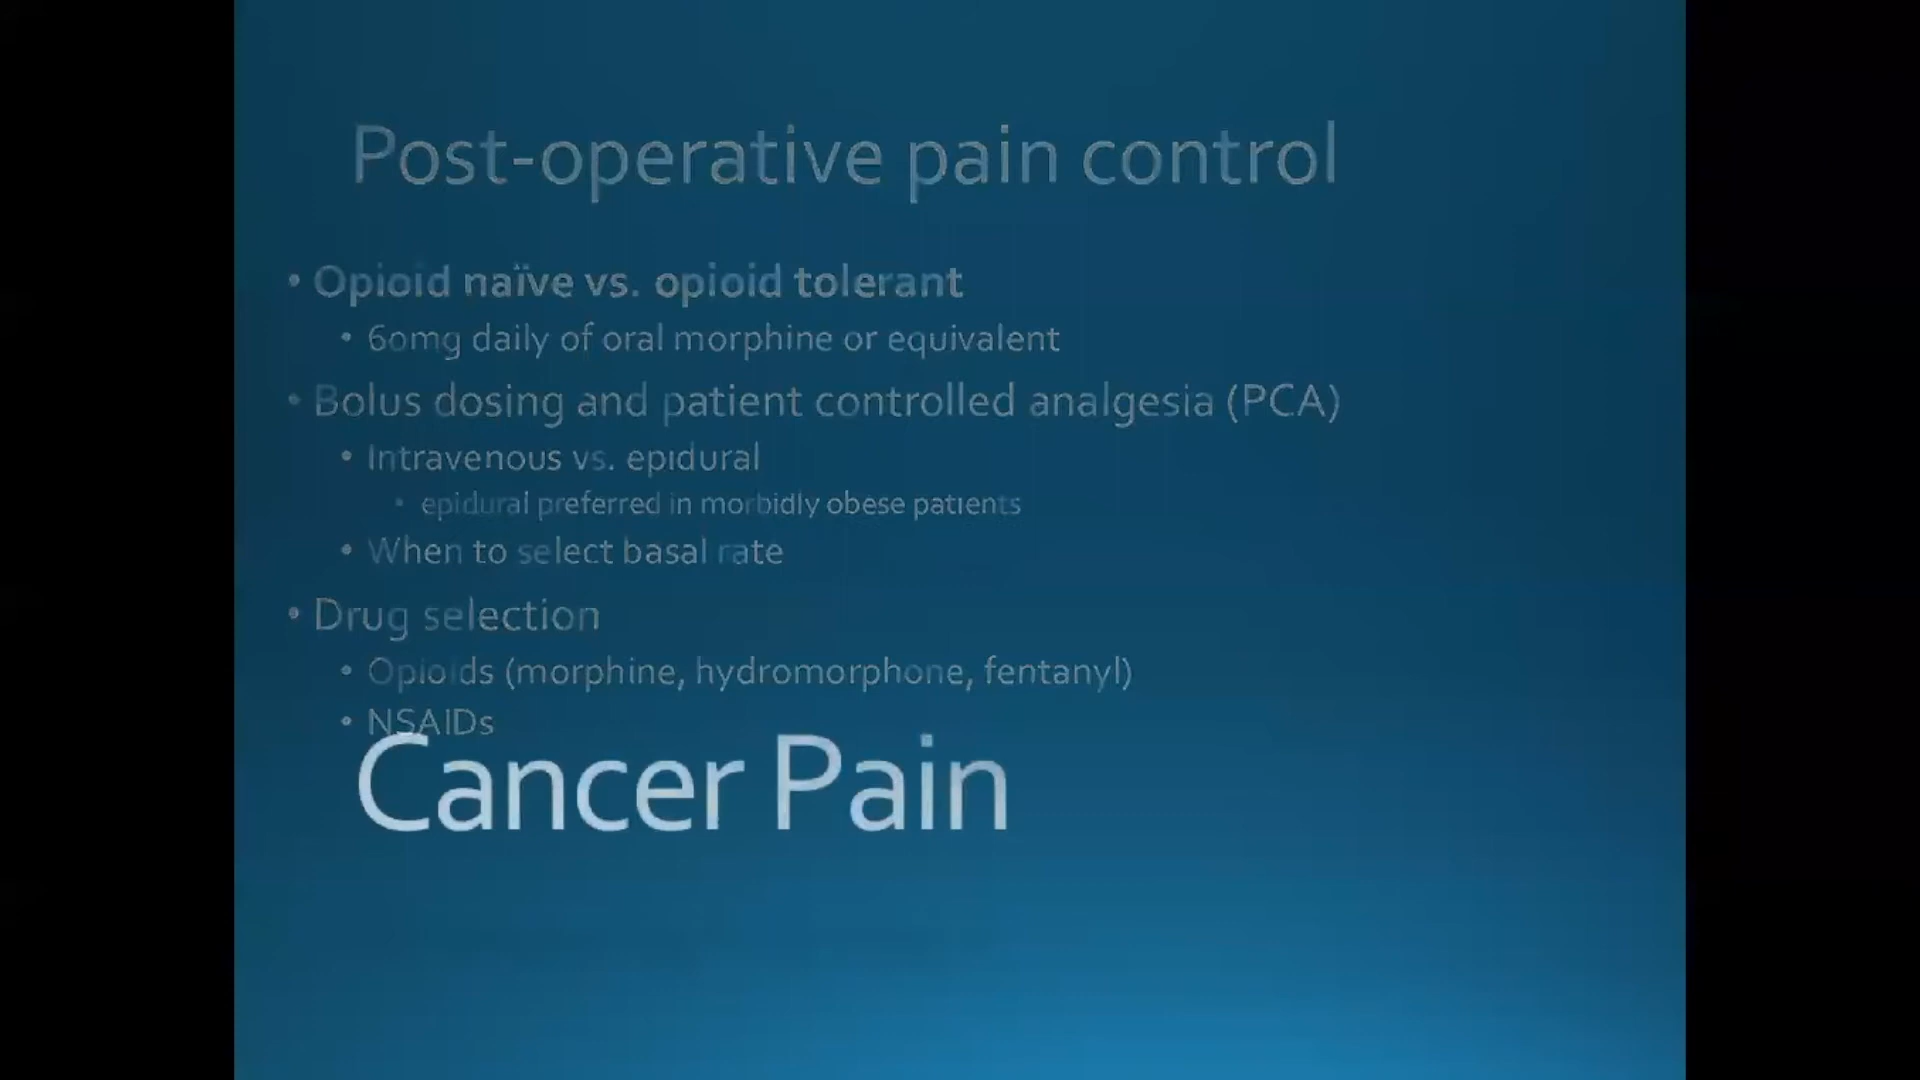 Post-operative pain control
• Opioid naïve vs. opioid tolerant
• 60mg daily of oral morphine or equivalent
• Bolus dosing and patient controlled analgesia (PCA)
• Intravenous vs. epidural
• epidural preferred in morbidly obese patients
• When to select basal rate
• Drug selection
• Opioids (morphine, hydromorphone, fentanyl)
• NSAIDs
Cancer Pain